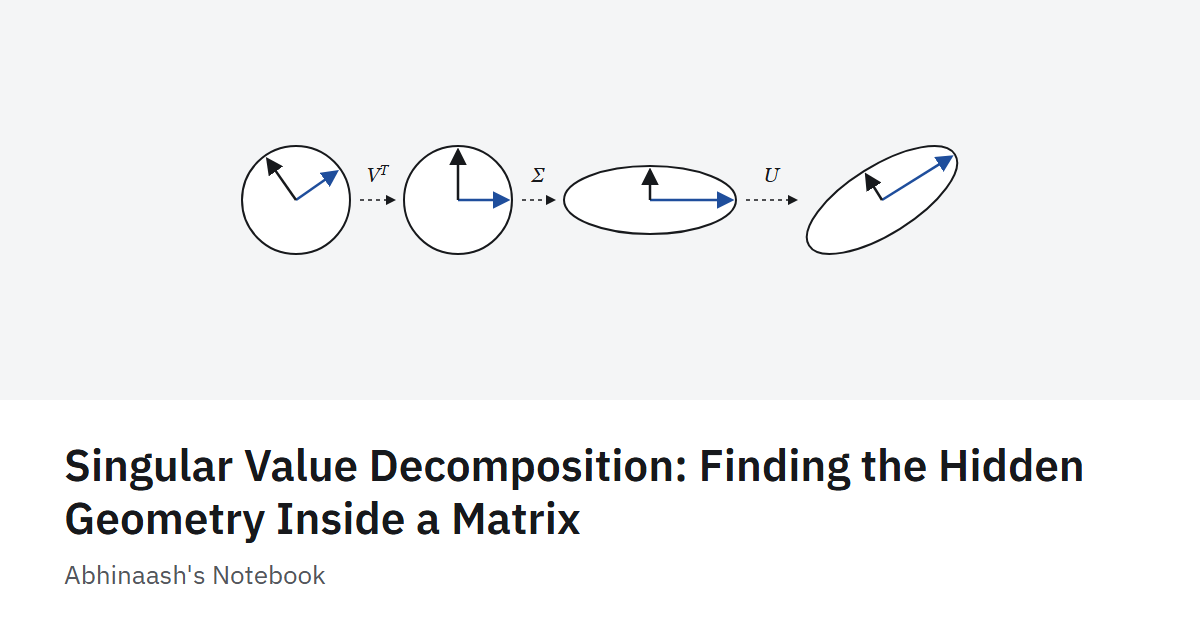 V^T
Σ
U
Singular Value Decomposition: Finding the Hidden
Geometry Inside a Matrix
Abhinaash's Notebook